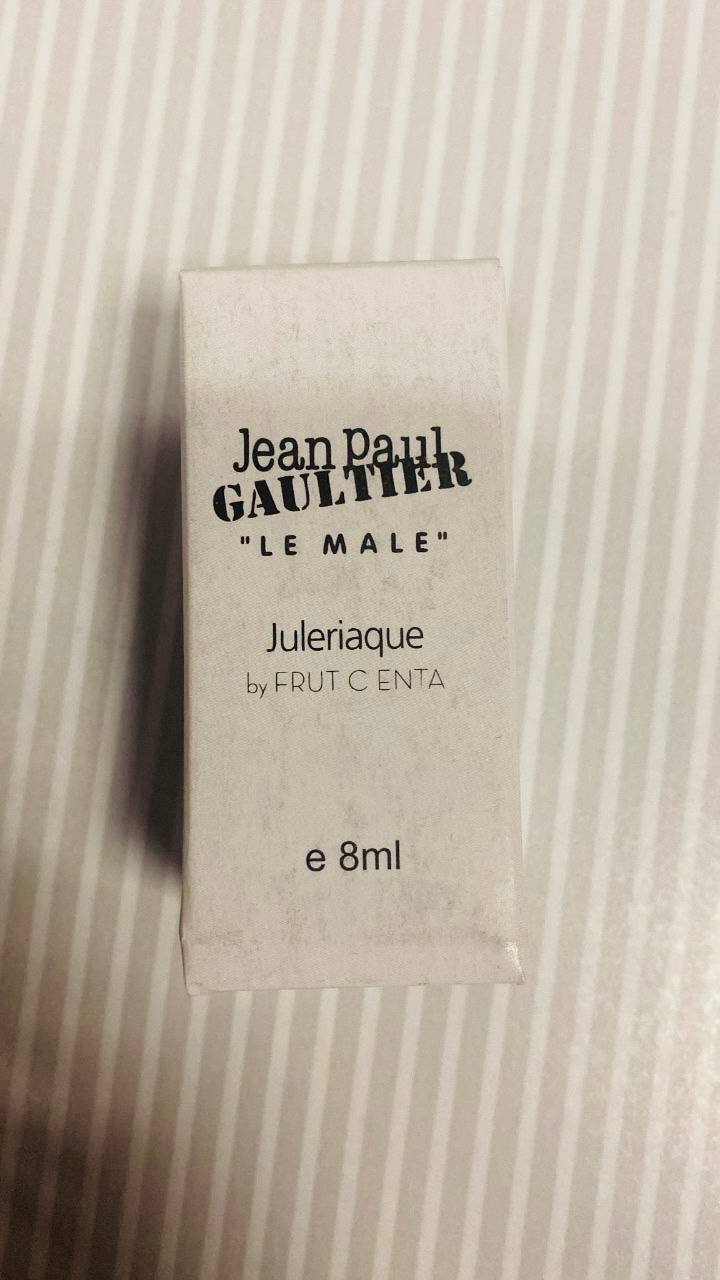 Jean Paul
GAULTIER
"LE MALE"
Juleriaque
by FRUT C ENTA
e 8ml